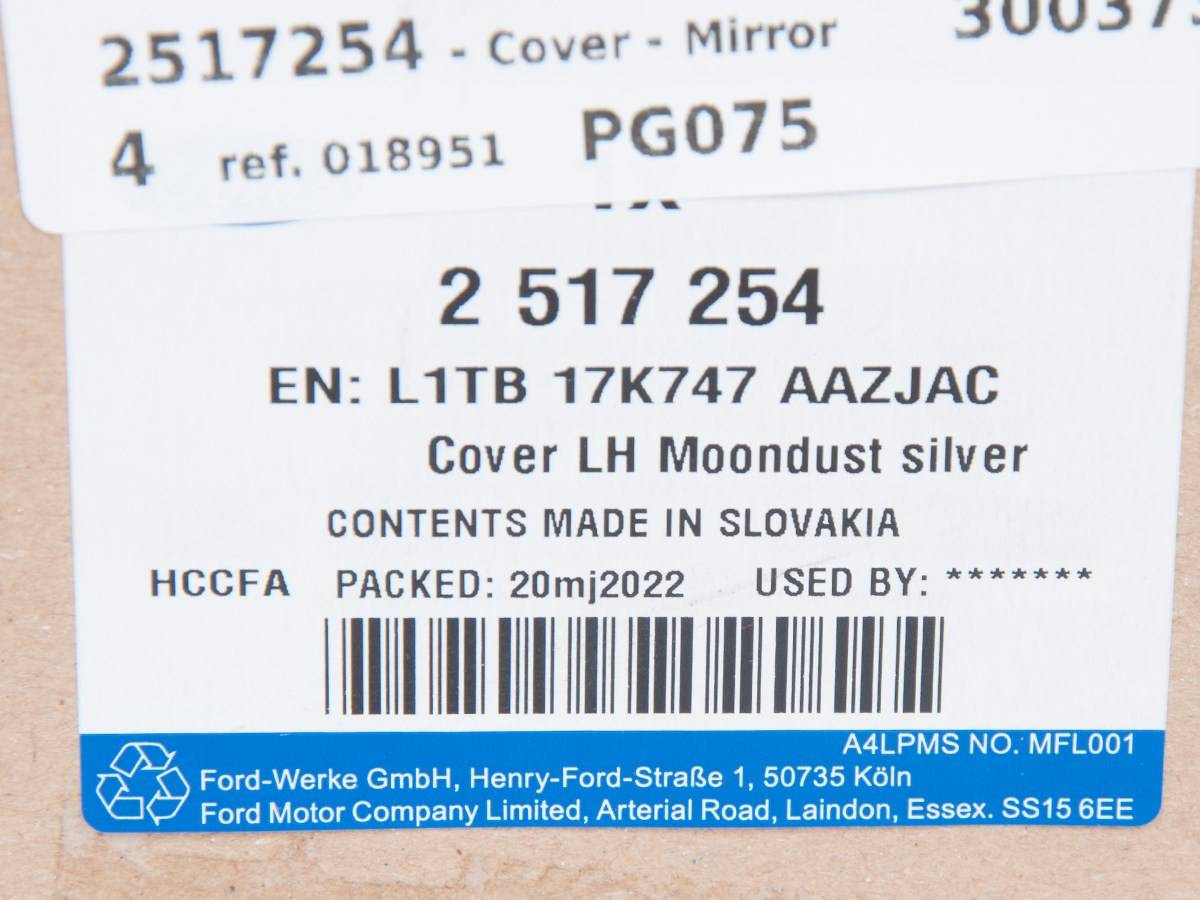 2517254 - Cover - Mirror
4 ref. 018951 PG075
2 517 254
EN: L1TB 17K747 AAZJAC
Cover LH Moondust silver
CONTENTS MADE IN SLOVAKIA
HCCFA PACKED: 20mj2022 USED BY: *******
A4LPMS NO. MFL001
Ford-Werke GmbH, Henry-Ford-Straße 1, 50735 Köln
Ford Motor Company Limited, Arterial Road, Laindon, Essex. SS15 6EE